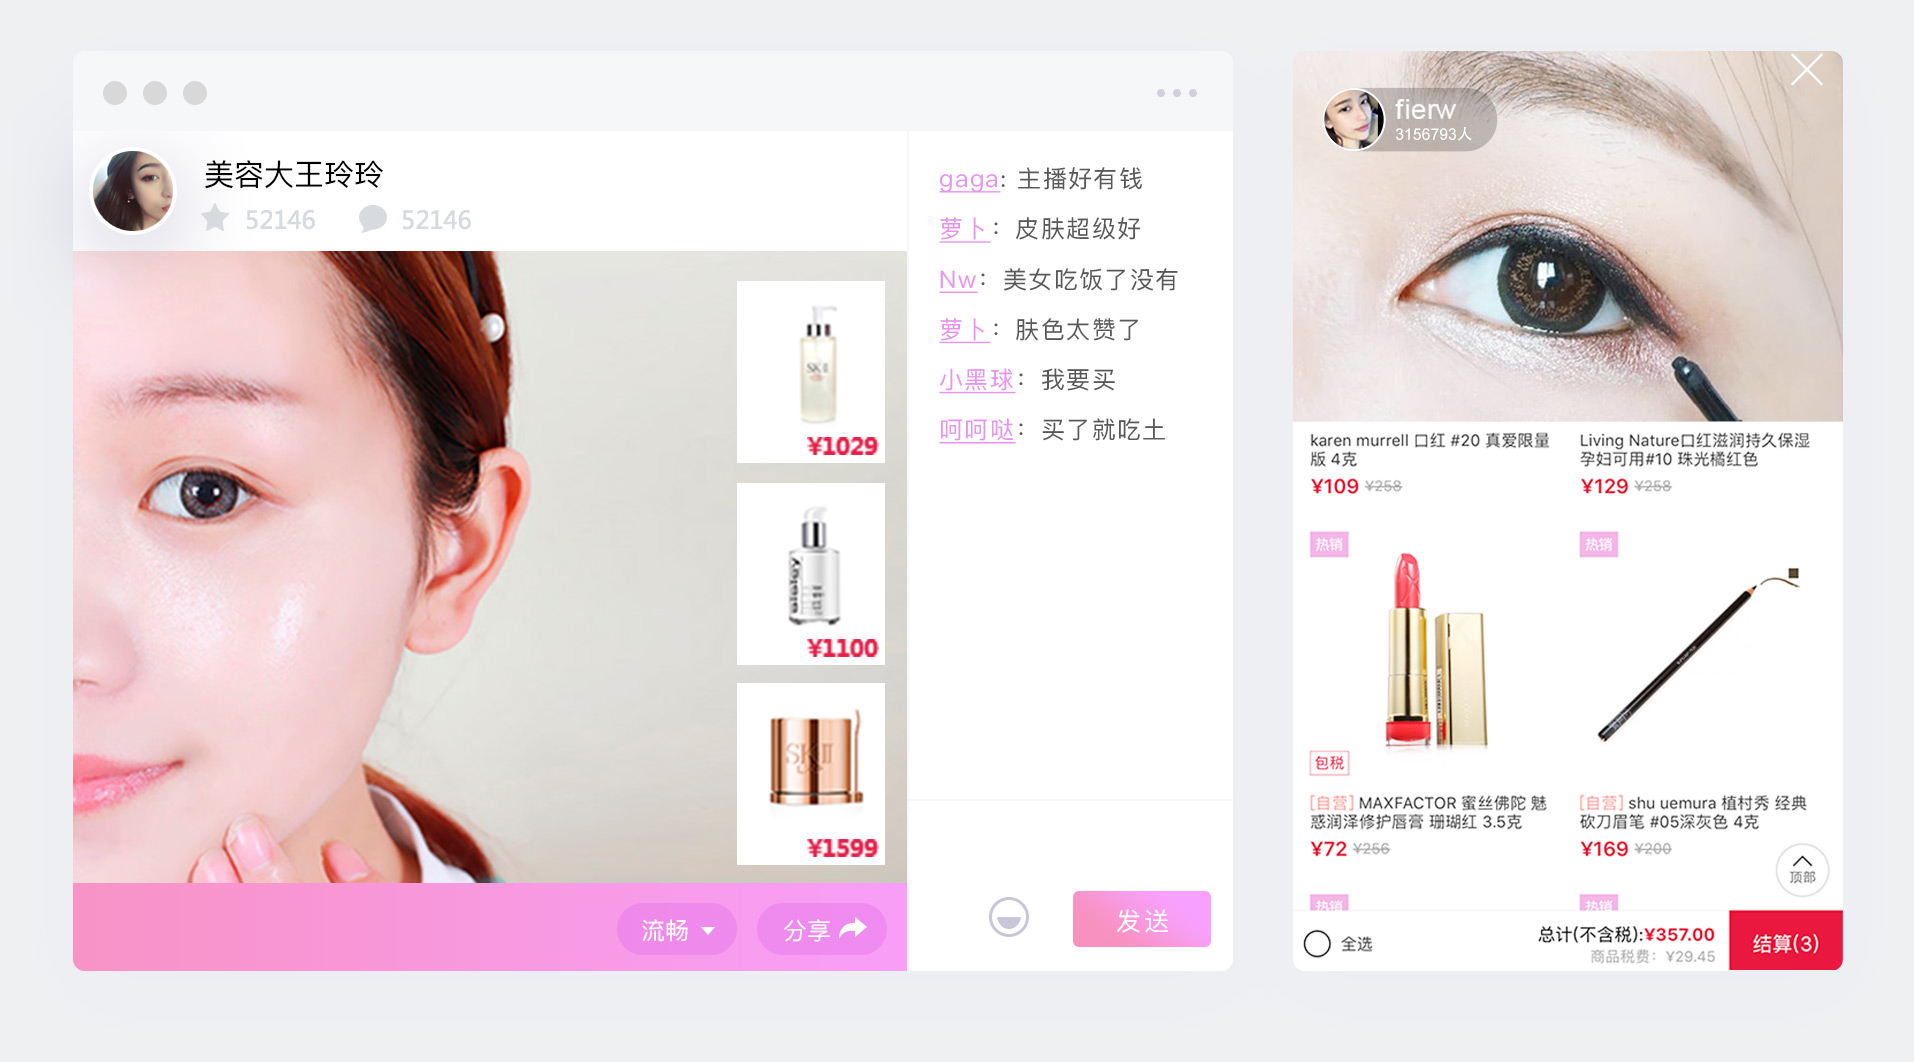 美容大王玲玲
52146
52146
SK-II
¥1029
sisley
¥1100
SK-II
¥1599
流畅
分享
gaga: 主播好有钱
萝卜： 皮肤超级好
Nw： 美女吃饭了没有
萝卜： 肤色太赞了
小黑球： 我要买
呵呵哒： 买了就吃土
发送
fierw
3156793人
karen murrell 口红 #20 真爱限量
版 4克
¥109 ¥258
Living Nature口红滋润持久保湿
孕妇可用#10 珠光橘红色
¥129 ¥258
热销
包税
[自营] MAXFACTOR 蜜丝佛陀 魅
惑润泽修护唇膏 珊瑚红 3.5克
¥72 ¥256
热销
[自营] shu uemura 植村秀 经典
砍刀眉笔 #05深灰色 4克
¥169 ¥200
顶部
热销
热销
全选
总计(不含税):¥357.00
商品税费：¥29.45
结算(3)